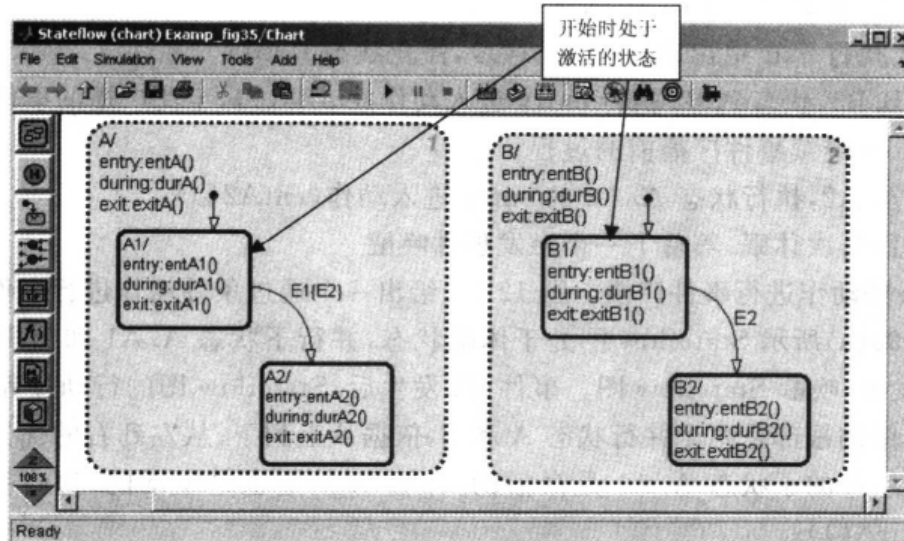 开始时处于
激活的状态
Stateflow (chart) Examp_fig35/Chart
File Edit Simulation View Tools Add Help
A/
entry:entA()
during:durA()
exit:exitA()
1
A1/
entry:entA1()
during:durA1()
exit:exitA1()
E1{E2}
A2/
entry:entA2()
during:durA2()
exit:exitA2()
B/
entry:entB()
during:durB()
exit:exitB()
2
B1/
entry:entB1()
during:durB1()
exit:exitB1()
E2
B2/
entry:entB2()
during:durB2()
exit:exitB2()
Ready